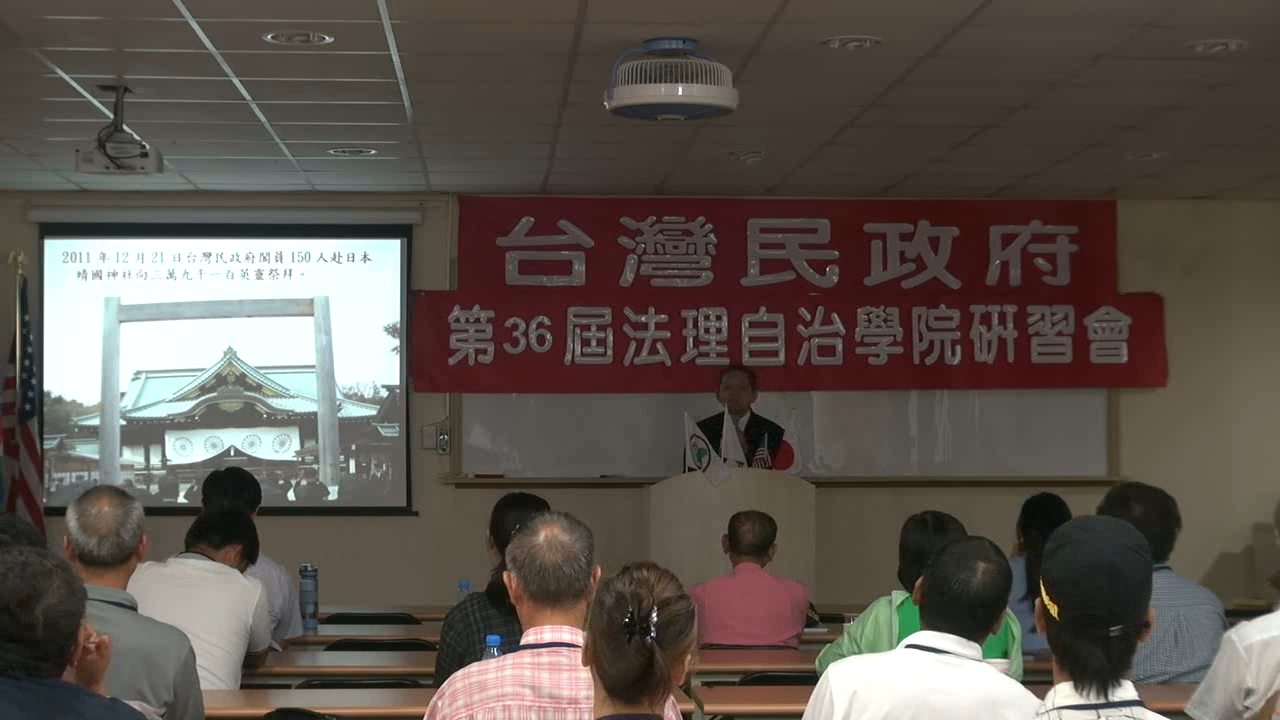 2011 年 12 月 21 日台灣民政府閣員 150 人赴日本
靖國神社向二萬九千一百英靈祭拜。
台灣民政府
第36屆法理自治學院研習會